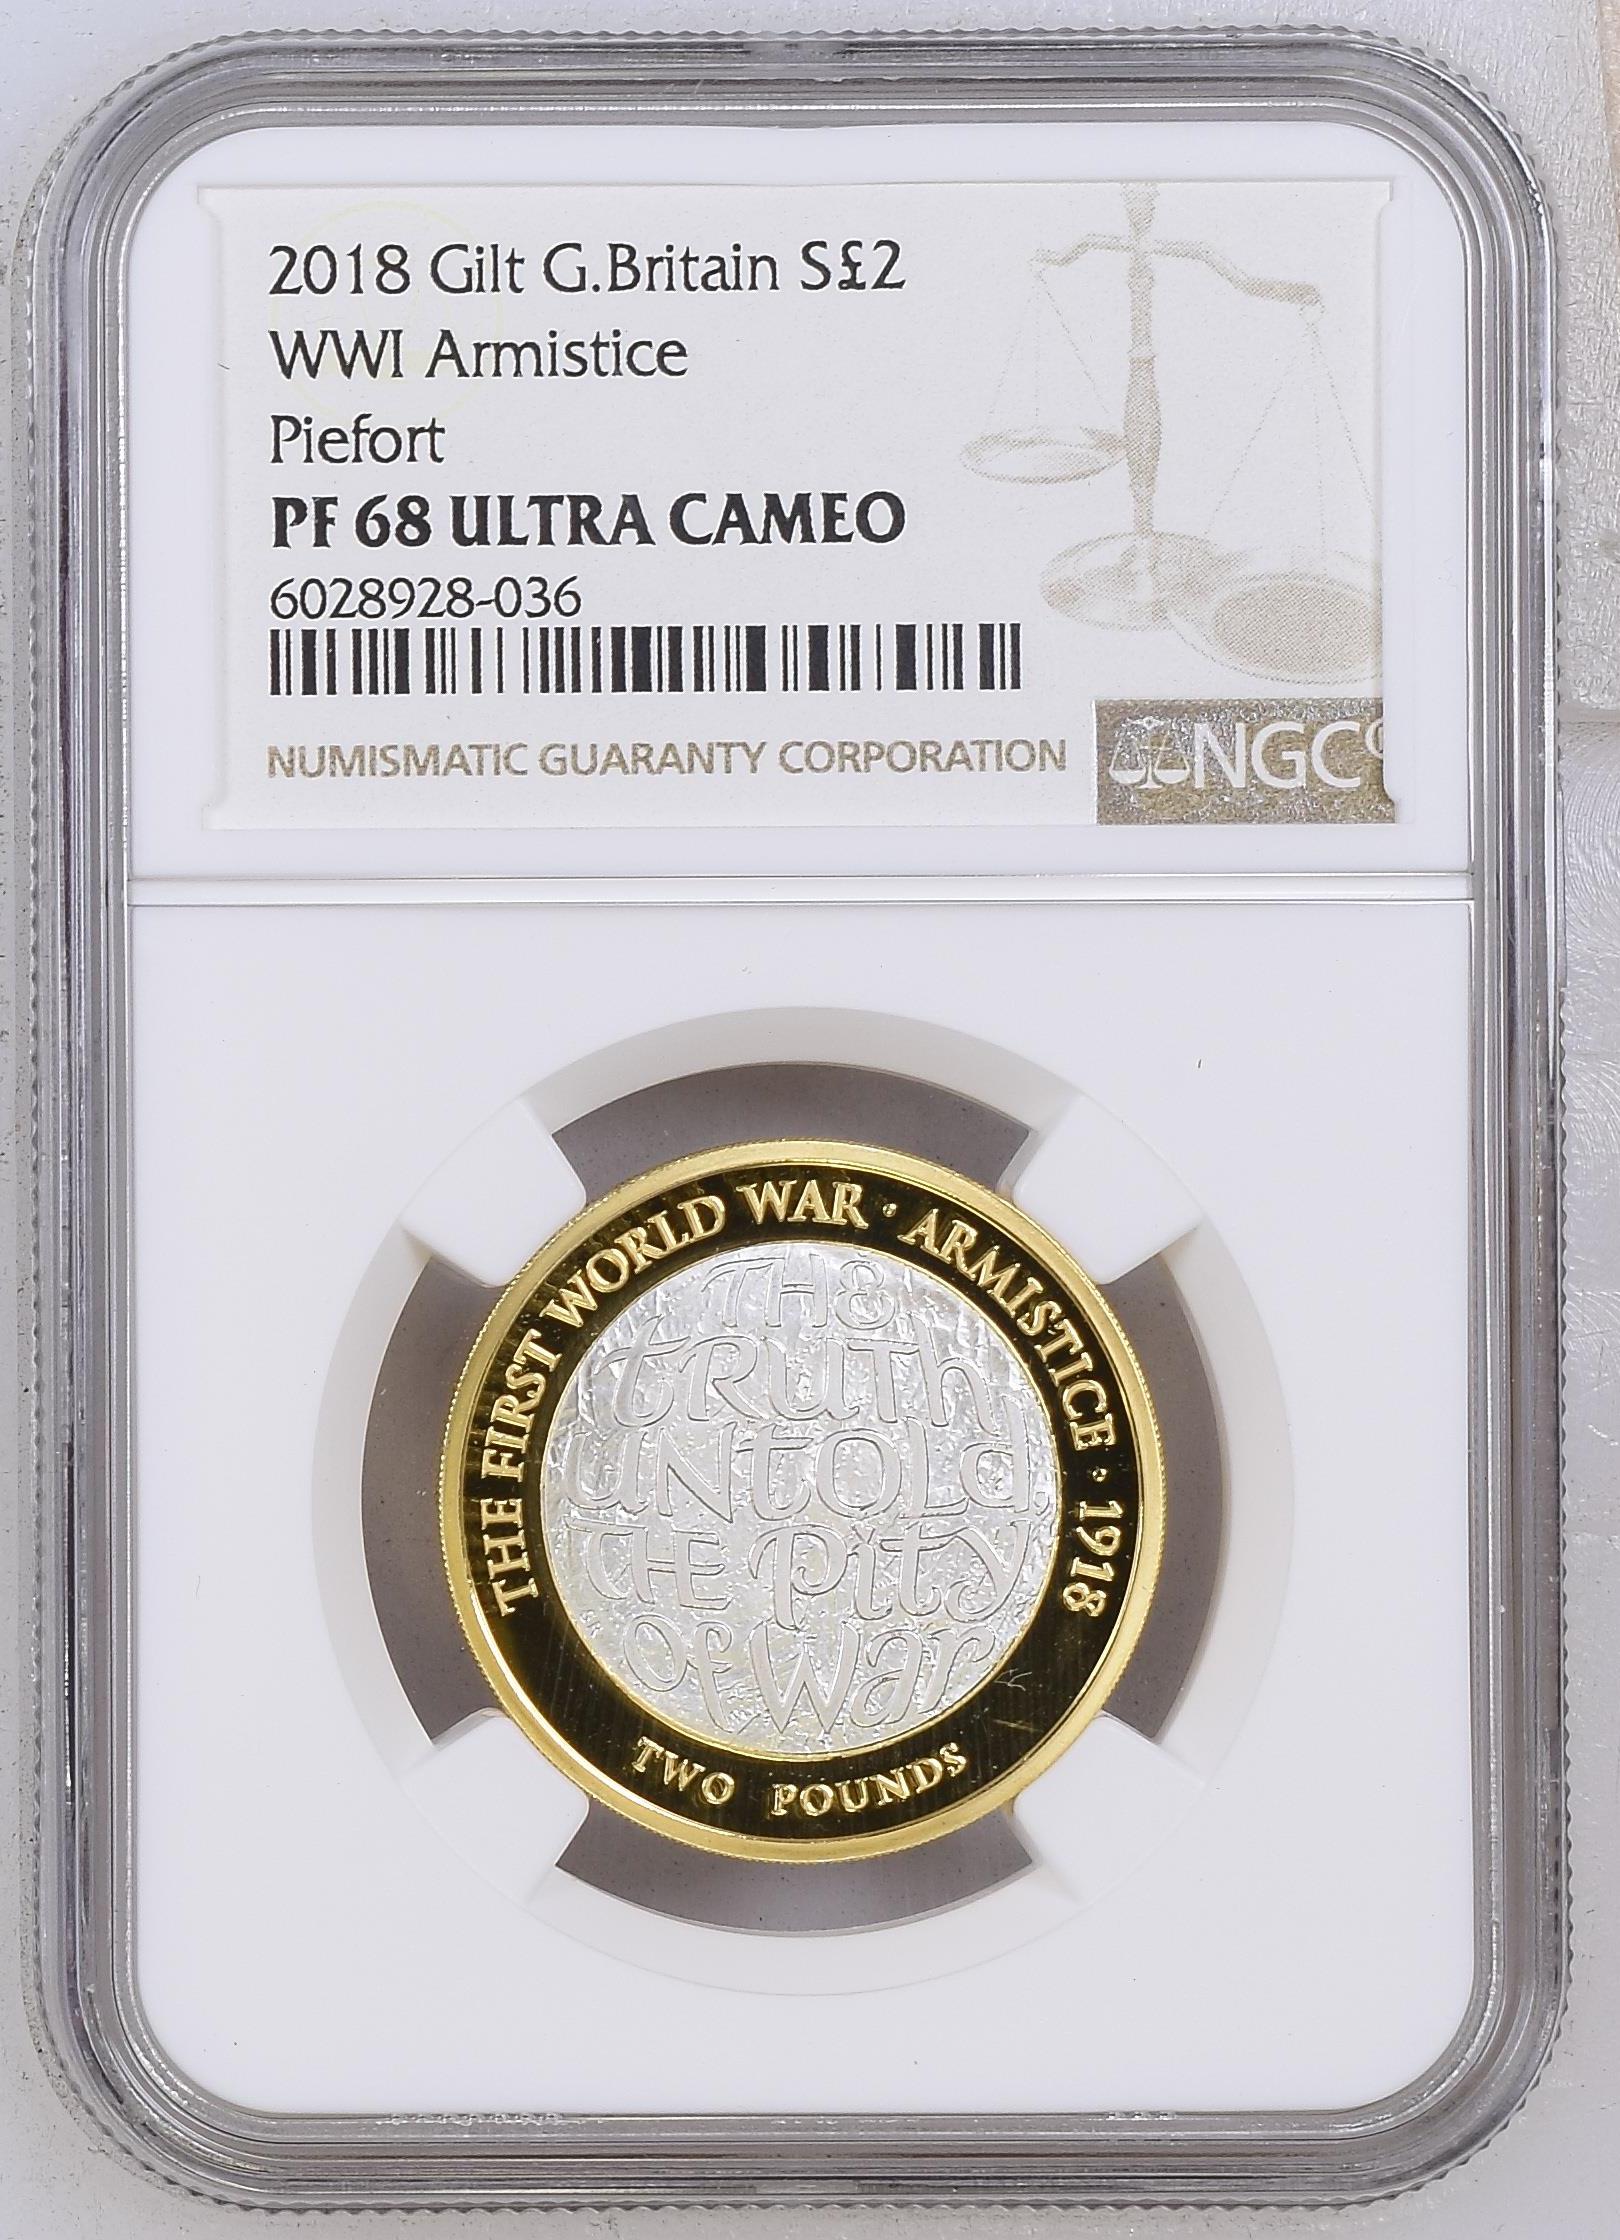 2018 Gilt G.Britain S£2
WWI Armistice
Piefort
PF 68 ULTRA CAMEO
6028928-036
NUMISMATIC GUARANTY CORPORATION
NGC
THE FIRST WORLD WAR · ARMISTICE · 1918
THE
tRUTh
UNtOLd,
THE Pity
OF War
SR
TWO POUNDS